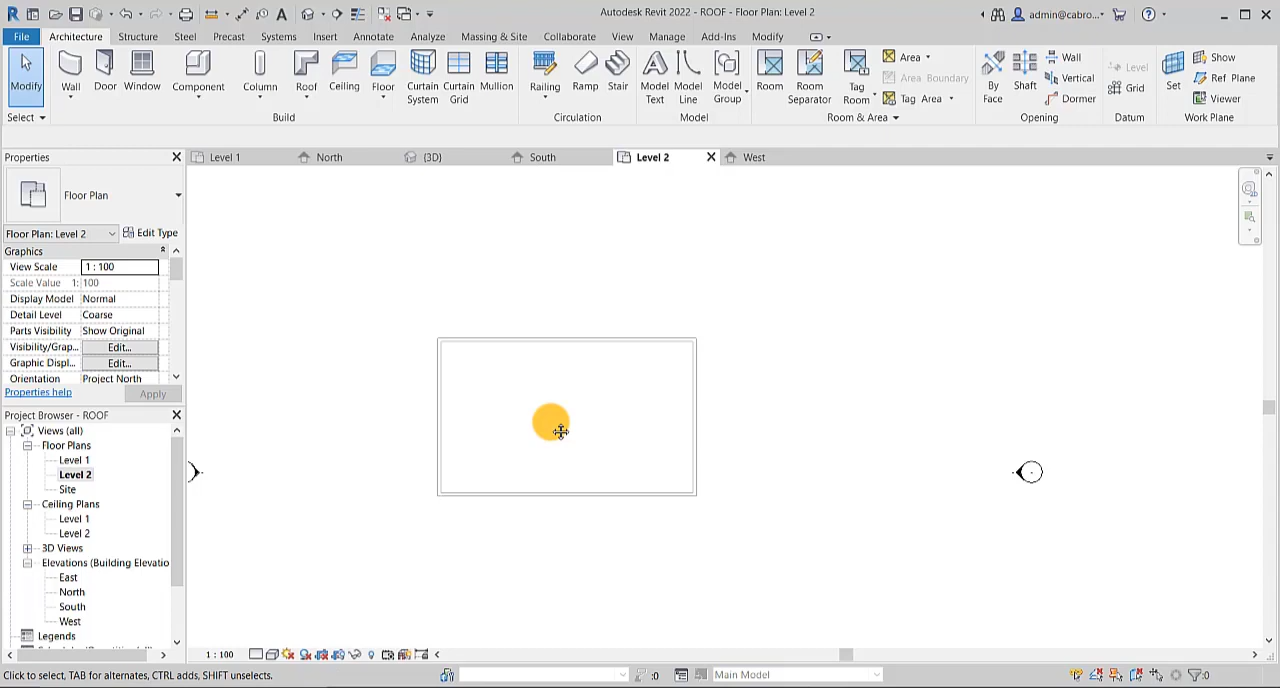 Autodesk Revit 2022 - ROOF - Floor Plan: Level 2
admin@cabro...
File Architecture Structure Steel Precast Systems Insert Annotate Analyze Massing & Site Collaborate View Manage Add-Ins Modify
Modify Wall Door Window Component Column Roof Ceiling Floor Curtain System Curtain Grid Mullion Railing Ramp Stair Model Text Model Line Model Group Room Room Separator Tag Room
Area
Area Boundary
Tag Area
By Face Shaft
Wall
Vertical
Dormer
Level
Grid
Set
Show
Ref Plane
Viewer
Select Build Circulation Model Room & Area Opening Datum Work Plane
Properties
Level 1 North (3D) South Level 2 West
Floor Plan
Floor Plan: Level 2 Edit Type
Graphics
View Scale 1 : 100
Scale Value 1: 100
Display Model Normal
Detail Level Coarse
Parts Visibility Show Original
Visibility/Grap... Edit...
Graphic Displ... Edit...
Orientation Project North
Properties help Apply
Project Browser - ROOF
Views (all)
Floor Plans
Level 1
Level 2
Site
Ceiling Plans
Level 1
Level 2
3D Views
Elevations (Building Elevatio
East
North
South
West
Legends
1 : 100
Click to select, TAB for alternates, CTRL adds, SHIFT unselects.
:0 Main Model :0